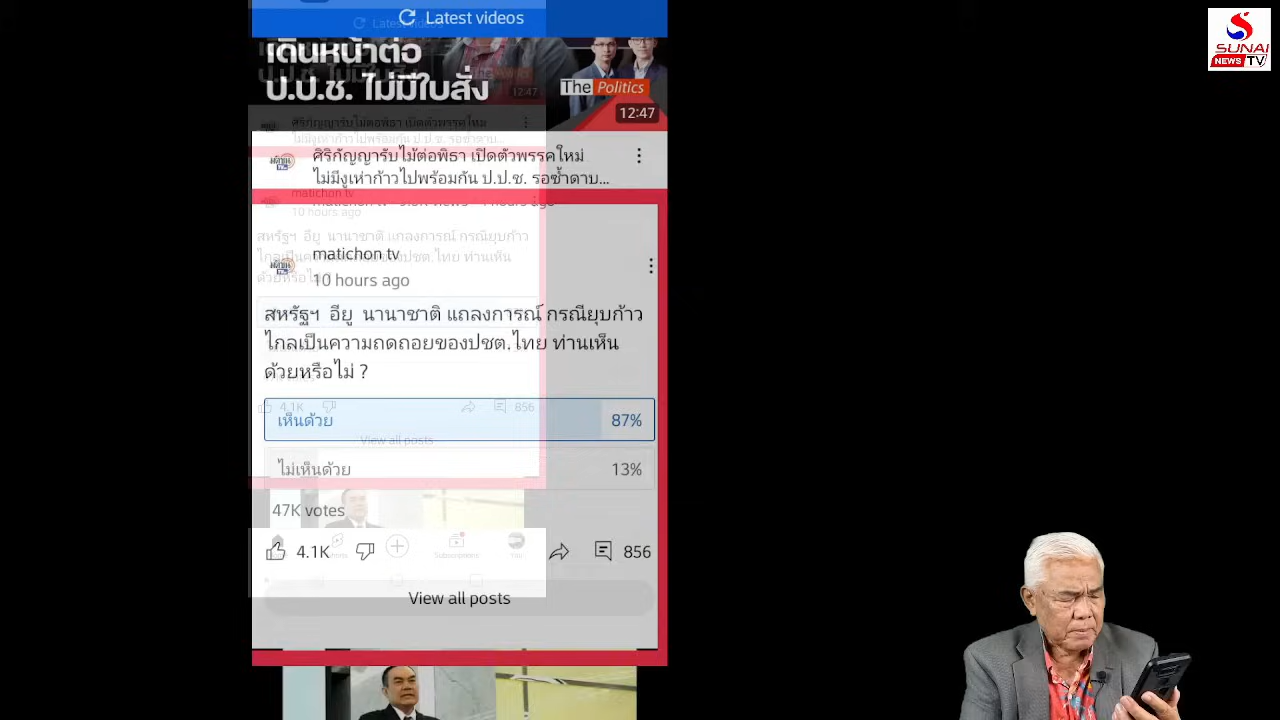 Latest videos
SUNAI
NEWS TV
เดินหน้าต่อ
ป.ป.ช. ไม่มีใบสั่ง
The Politics
12:47
ศิริกัญญารับไม้ต่อพิธา เปิดตัวพรรคใหม่
ไม่มีงูเห่าก้าวไปพร้อมกัน ป.ป.ช. รอซ้ำดาบ...
matichon tv
10 hours ago
สหรัฐฯ อียู นานาชาติ แถลงการณ์ กรณียุบก้าว
ไกลเป็นความถดถอยของปชต.ไทย ท่านเห็น
ด้วยหรือไม่ ?
เห็นด้วย 87%
ไม่เห็นด้วย 13%
47K votes
4.1K 856
View all posts